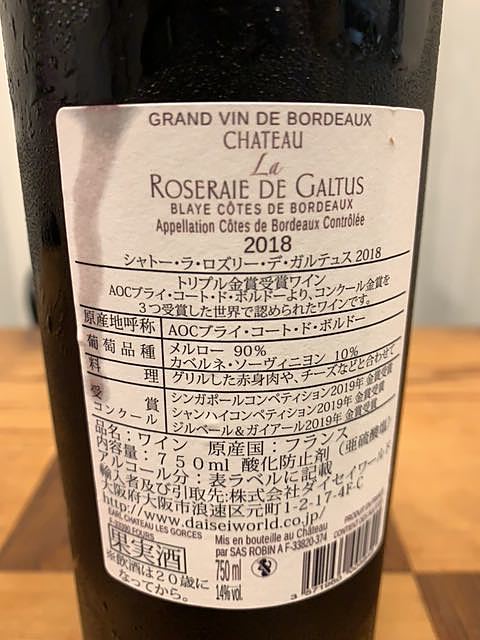 GRAND VIN DE BORDEAUX
CHATEAU
La
ROSERAIE DE GALTUS
BLAYE CÔTES DE BORDEAUX
Appellation Côtes de Bordeaux Contrôlée
2018
シャトー・ラ・ロズリー・デ・ガルテュス 2018
トリプル金賞受賞ワイン
AOCブライ・コート・ド・ボルドーより、コンクール金賞を
3つ受賞した世界で認められたワインです。
原産地呼称 AOCブライ・コート・ド・ボルドー
葡萄品種 メルロー 90%
カベルネ・ソーヴィニヨン 10%
料理 グリルした赤身肉や、チーズなどと合わせて
受賞 シンガポールコンペティション2019年 金賞受賞
コンクール シャンハイコンペティション2019年 金賞受賞
ジルベール&ガイアール2019年 金賞受賞
品名:ワイン 原産国:フランス
内容量:750ml 酸化防止剤(亜硫酸塩)
アルコール分:表ラベルに記載
輸入者及び引取先:株式会社ダイセイワールド
大阪府大阪市浪速区元町1-2-17-4F-C
http://www.daiseiworld.co.jp/
EARL CHATEAU LES GORCES
FOURS
Mis en bouteille au Château
par SAS ROBIN A F-33820-374
果実酒
750 ml
14% vol.
※飲酒は20歳に
なってから。